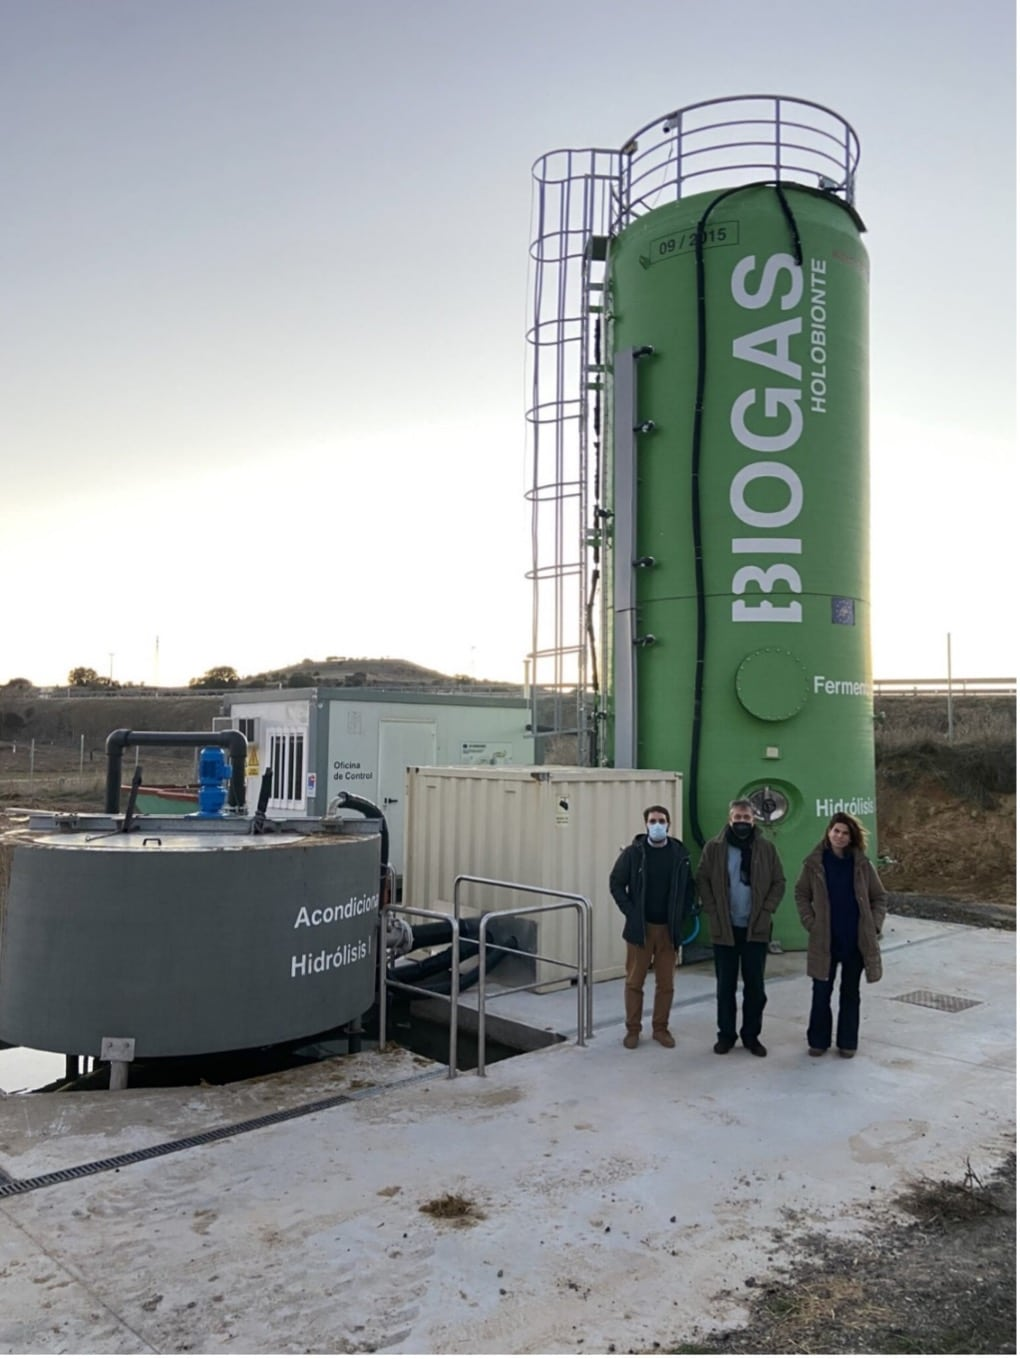 09 / 2015
BIOGAS
HOLOBIONTE
Fermen
Hidrólisis
Oficina
de Control
Acondiciona
Hidrólisis I